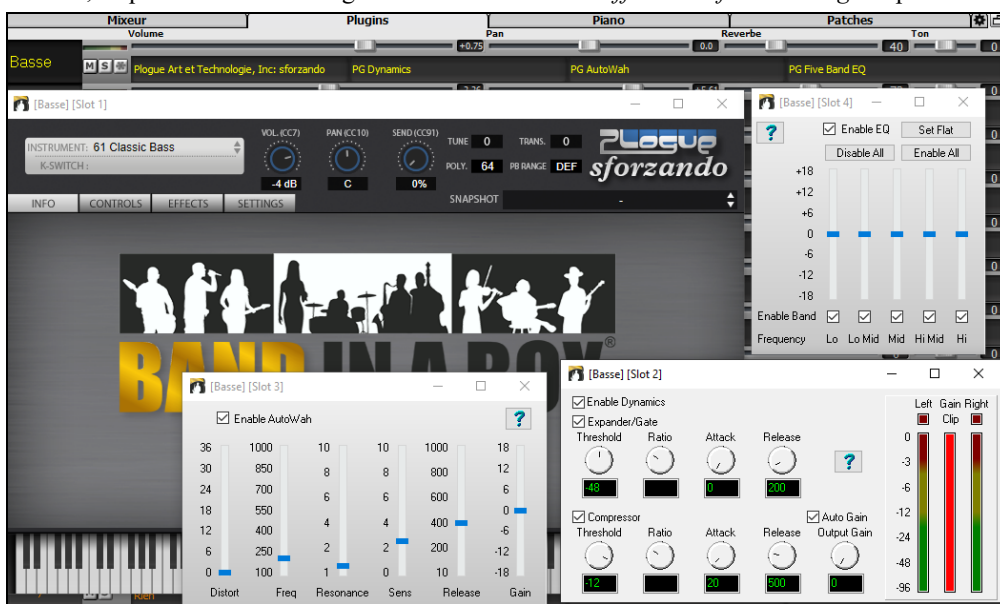 Mixeur Plugins Piano Patches
Volume Pan Reverbe Ton
+0.75 0.0 40 0
Basse M S Plogue Art et Technologie, Inc: sforzando PG Dynamics PG AutoWah PG Five Band EQ
[Basse] [Slot 1]
INSTRUMENT: 61 Classic Bass
K-SWITCH :
VOL. (CC7) PAN (CC10) SEND (CC91)
-4 dB C 0%
TUNE 0 TRANS. 0
POLY. 64 PB RANGE DEF
PLOGUE
sforzando
INFO CONTROLS EFFECTS SETTINGS
SNAPSHOT -
BAND IN A BOX®
[Basse] [Slot 4]
? Enable EQ Set Flat
Disable All Enable All
+18
+12
+6
0
-6
-12
-18
Enable Band
Frequency Lo Lo Mid Mid Hi Mid Hi
[Basse] [Slot 3]
Enable AutoWah ?
36 1000 10 10 1000 18
30 850 8 8 800 12
24 700 6 6 600 6
18 550 4 4 400 0
12 400 2 2 200 -6
6 250 1 0 10 -12
0 100 -18
Distort Freq Resonance Sens Release Gain
[Basse] [Slot 2]
Enable Dynamics
Expander/Gate
Threshold Ratio Attack Release
-48 0 200
?
Compressor Auto Gain
Threshold Ratio Attack Release Output Gain
-12 20 500 0
Left Gain Right
Clip
0
-3
-6
-12
-24
-48
-96